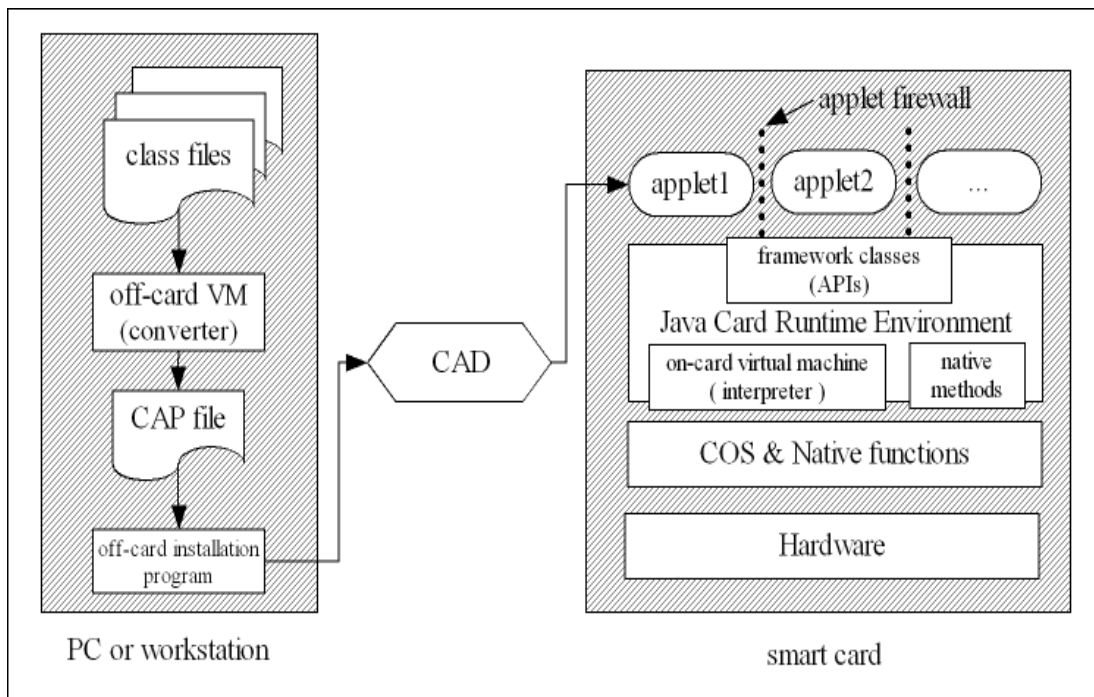 class files
off-card VM
(converter)
CAP file
off-card installation
program
PC or workstation
CAD
applet firewall
applet1
applet2
...
framework classes
(APIs)
Java Card Runtime Environment
on-card virtual machine
( interpreter )
native
methods
COS & Native functions
Hardware
smart card